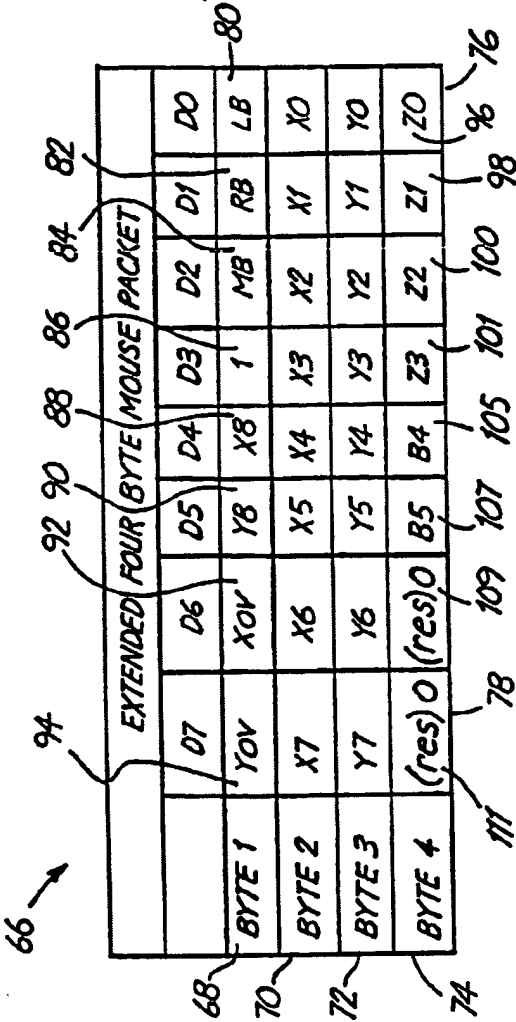 66
94 92 90 88 86 84 82
EXTENDED FOUR BYTE MOUSE PACKET
D7 D6 D5 D4 D3 D2 D1 D0
68 BYTE 1 YOV XOV Y8 X8 1 MB RB LB 80
70 BYTE 2 X7 X6 X5 X4 X3 X2 X1 X0
72 BYTE 3 Y7 Y6 Y5 Y4 Y3 Y2 Y1 Y0
74 BYTE 4 (res) 0 (res) 0 B5 B4 Z3 Z2 Z1 Z0
111 78 109 107 105 101 100 98 96 76